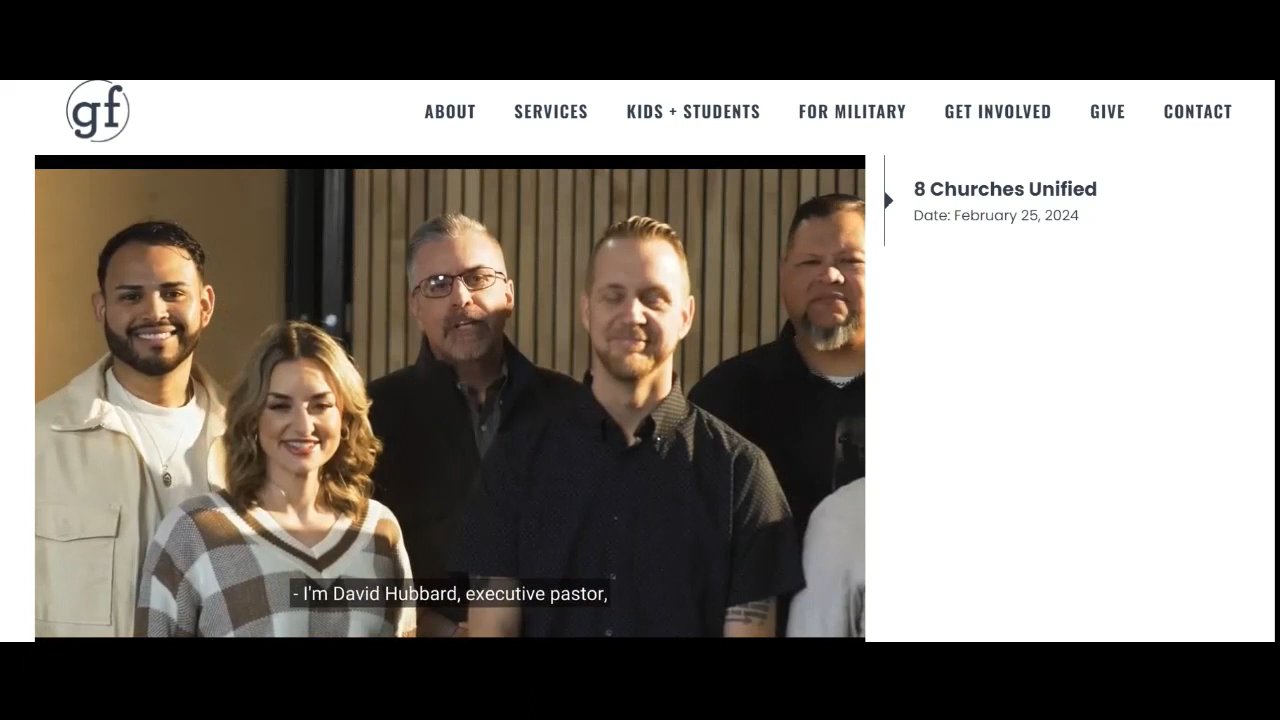 gf
ABOUT SERVICES KIDS + STUDENTS FOR MILITARY GET INVOLVED GIVE CONTACT
8 Churches Unified
Date: February 25, 2024
- I'm David Hubbard, executive pastor,